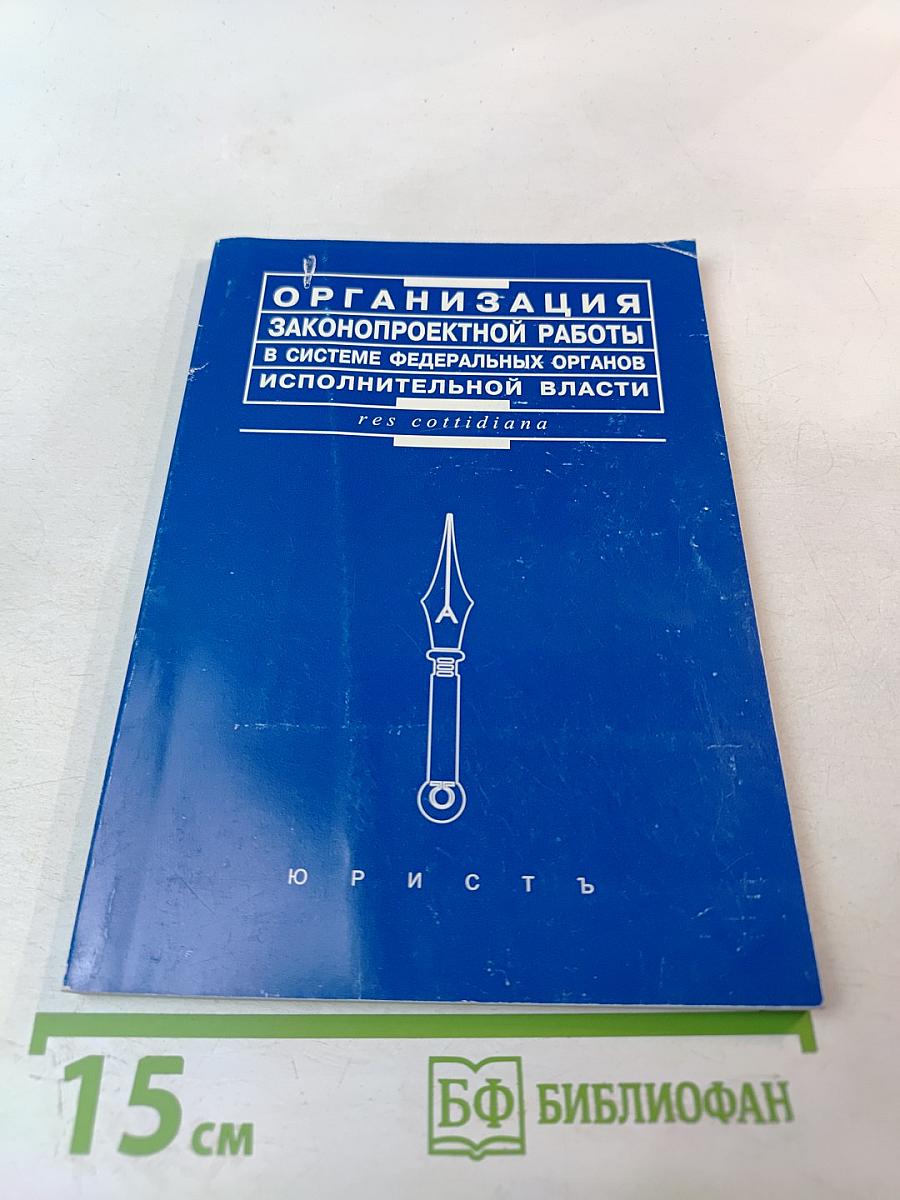 ОРГАНИЗАЦИЯ
ЗАКОНОПРОЕКТНОЙ РАБОТЫ
В СИСТЕМЕ ФЕДЕРАЛЬНЫХ ОРГАНОВ
ИСПОЛНИТЕЛЬНОЙ ВЛАСТИ
res cottidiana
ЮРИСТЪ
15 см
БФ БИБЛИОФАН